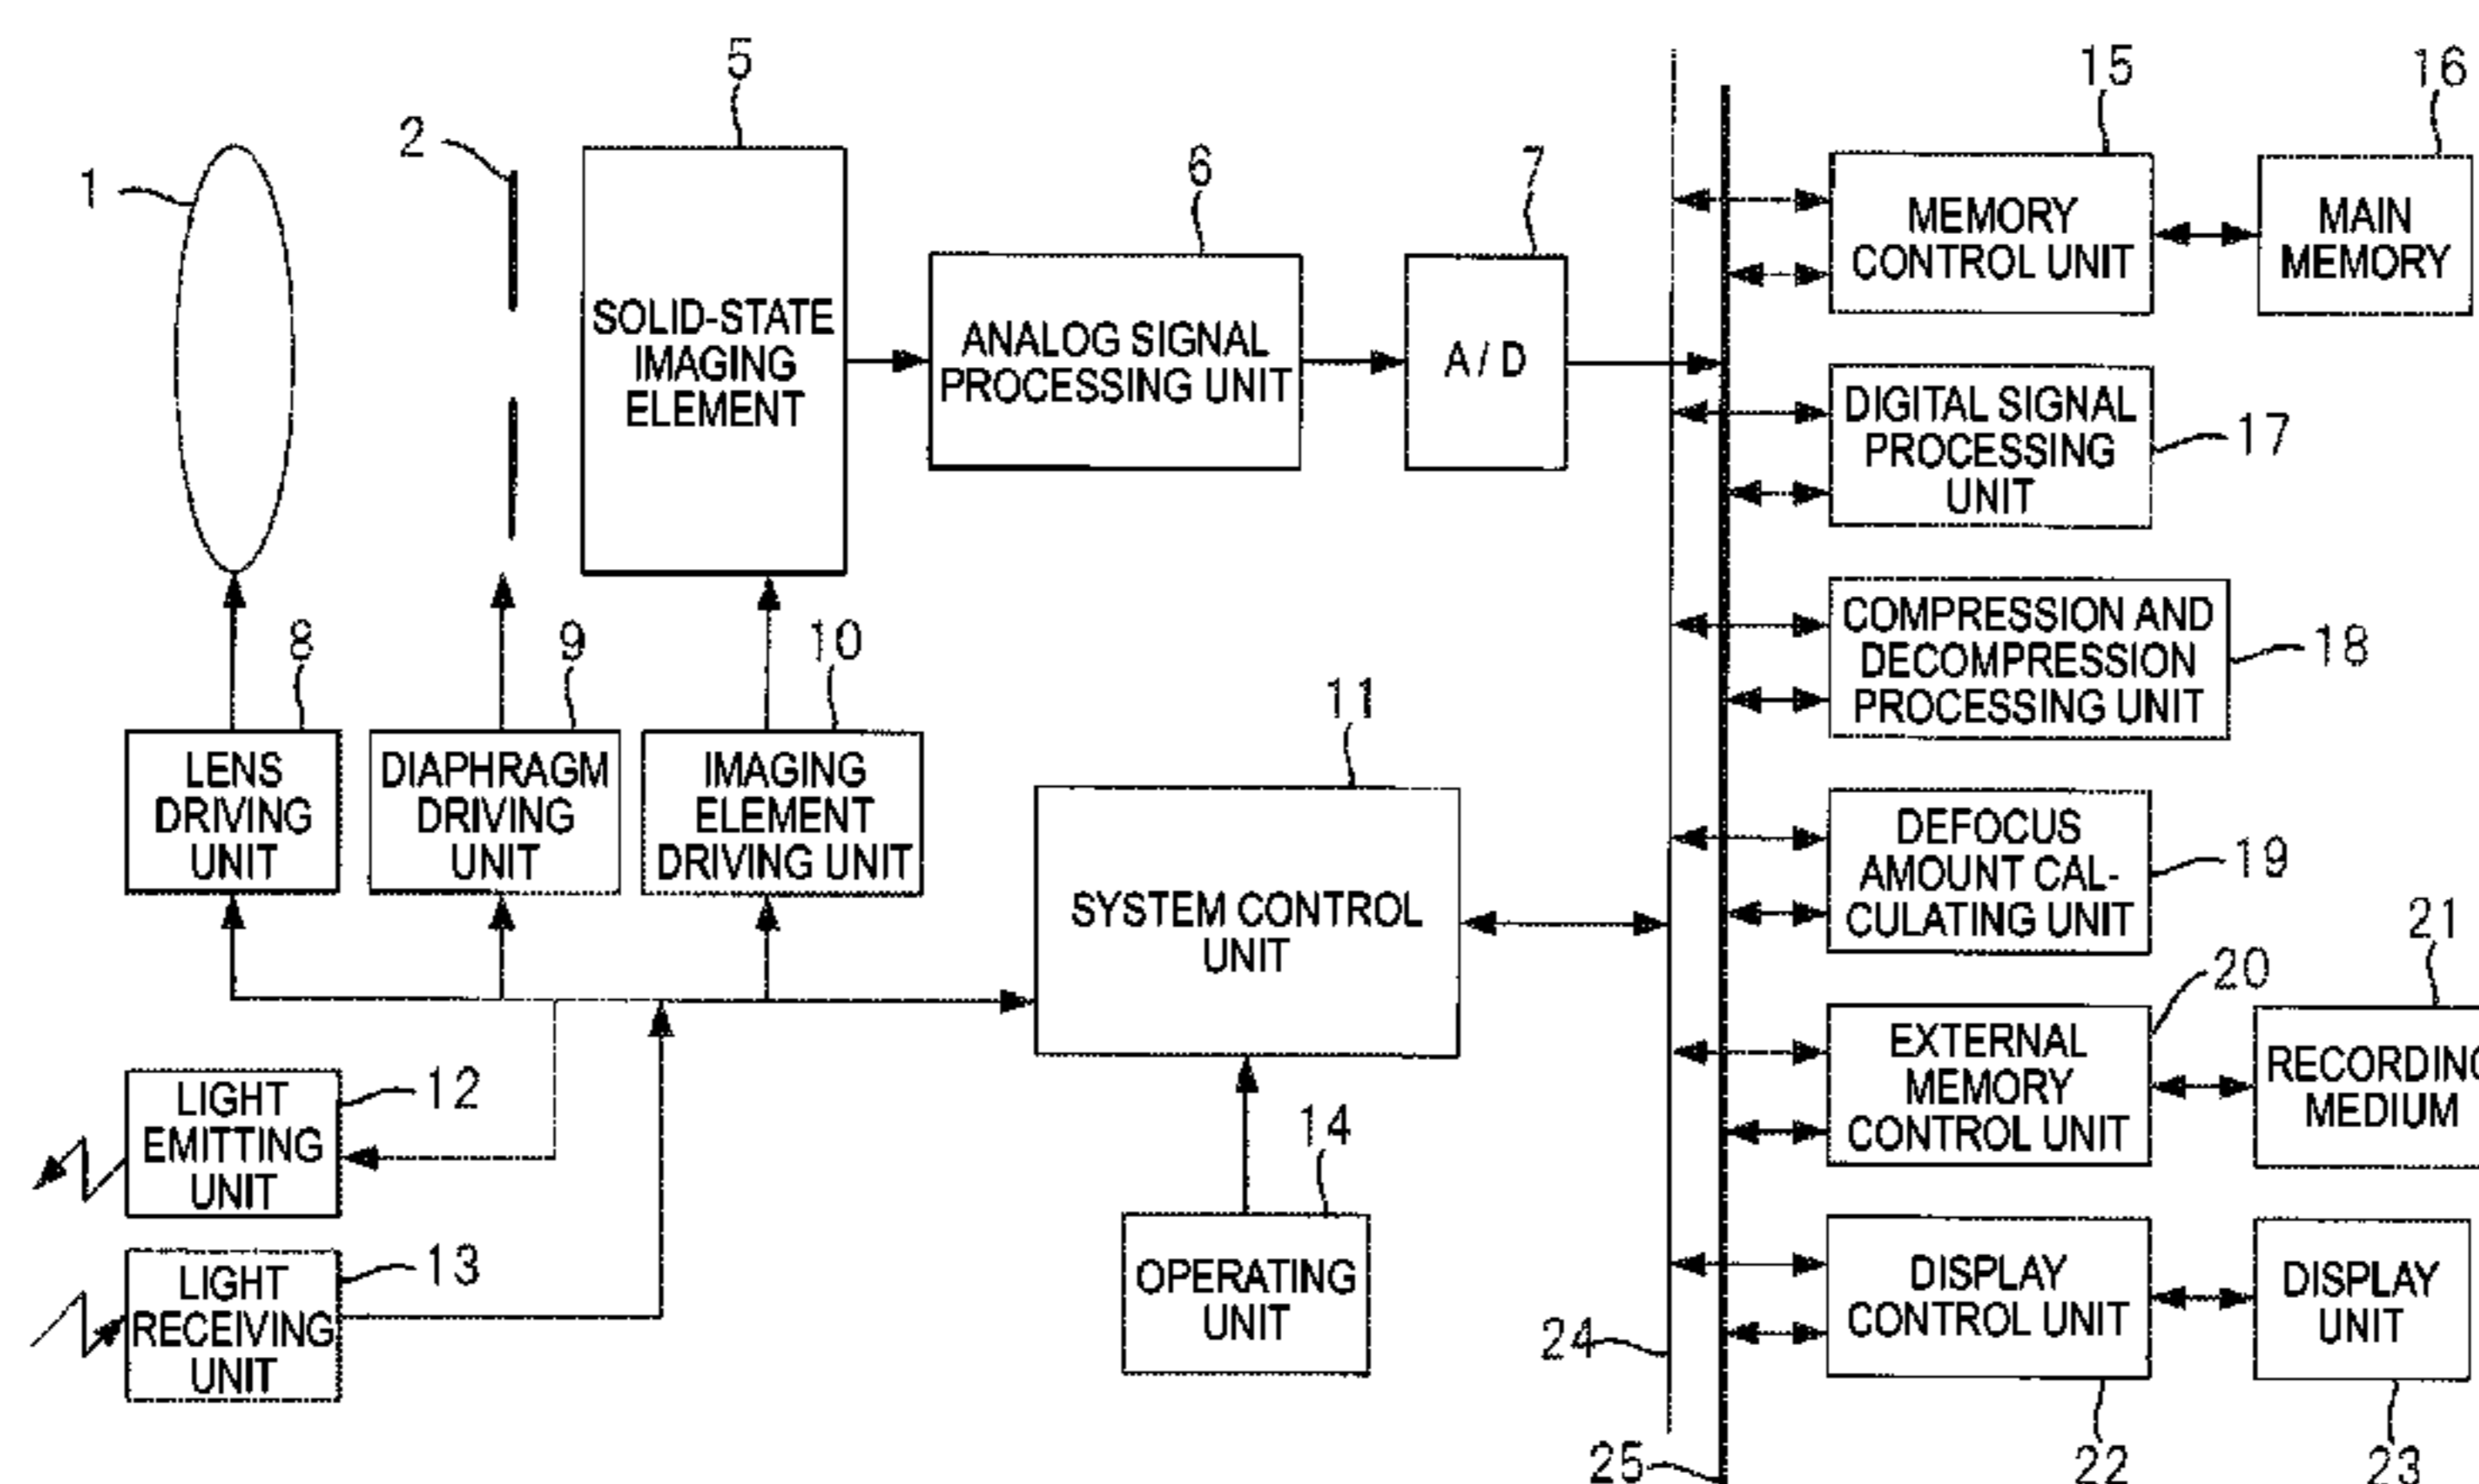 5
15
16
2
6
7
1
SOLID-STATE
IMAGING
ELEMENT
ANALOG SIGNAL
PROCESSING UNIT
A / D
MEMORY
CONTROL UNIT
MAIN
MEMORY
DIGITAL SIGNAL
PROCESSING
UNIT
17
COMPRESSION AND
DECOMPRESSION
PROCESSING UNIT
18
8
9
10
11
LENS
DRIVING
UNIT
DIAPHRAGM
DRIVING
UNIT
IMAGING
ELEMENT
DRIVING UNIT
SYSTEM CONTROL
UNIT
DEFOCUS
AMOUNT CAL-
CULATING UNIT
19
20
21
EXTERNAL
MEMORY
CONTROL UNIT
RECORDING
MEDIUM
LIGHT
EMITTING
UNIT
12
14
LIGHT
RECEIVING
UNIT
13
OPERATING
UNIT
DISPLAY
CONTROL UNIT
DISPLAY
UNIT
24
25
22
23